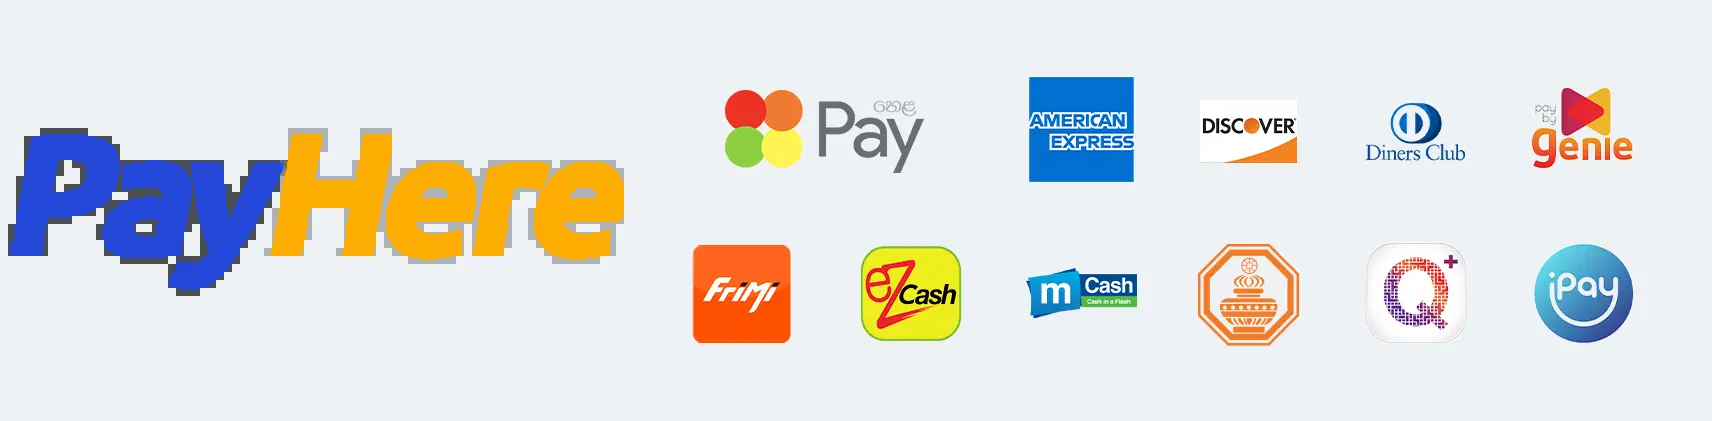 PayHere
හෙළ
Pay
AMERICAN
EXPRESS
DISCOVER
Diners Club
pay
by
genie
FriMi
eZ Cash
m Cash
Cash in a Flash
Q+
iPay